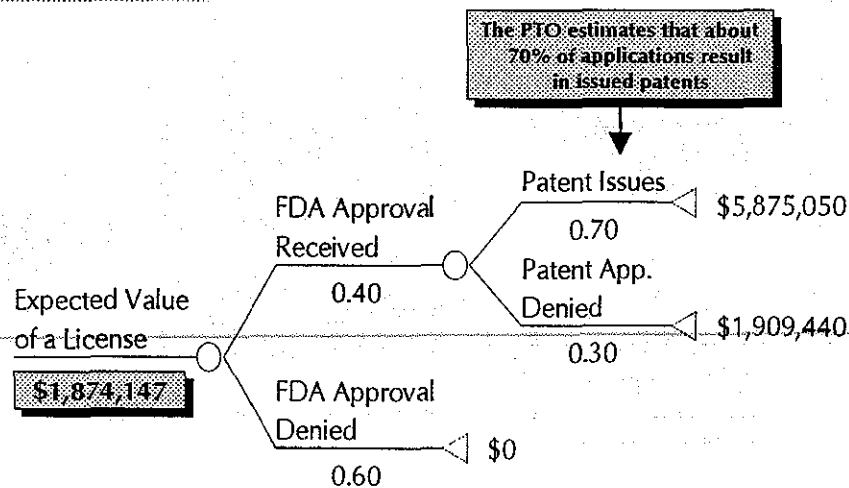 The PTO estimates that about
70% of applications result
in issued patents
Patent Issues
$5,875,050
0.70
FDA Approval
Received
0.40
Patent App.
Denied
$1,909,440
0.30
Expected Value
of a License
$1,874,147
FDA Approval
Denied
$0
0.60